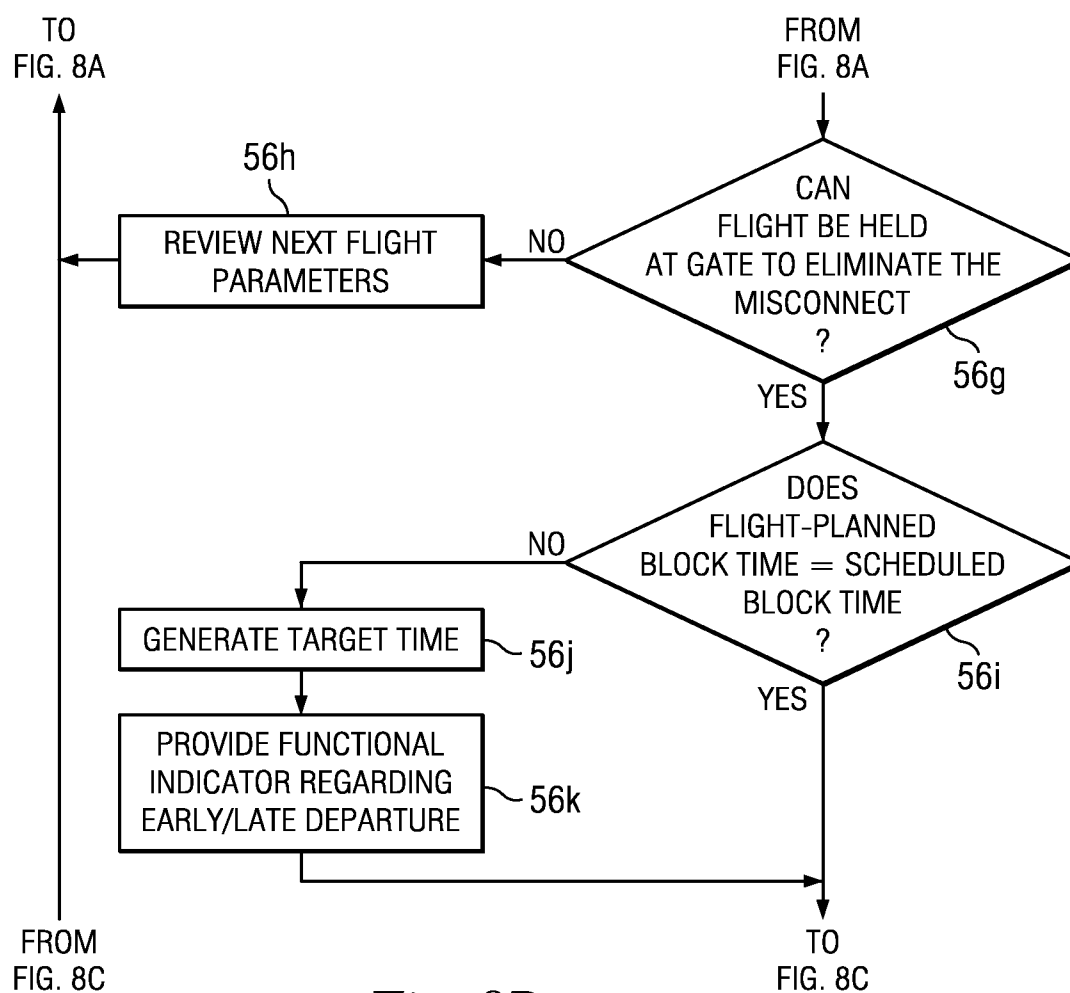 TO
FIG. 8A
FROM
FIG. 8A
56h
REVIEW NEXT FLIGHT
PARAMETERS
NO
CAN
FLIGHT BE HELD
AT GATE TO ELIMINATE THE
MISCONNECT
?
56g
YES
DOES
FLIGHT-PLANNED
BLOCK TIME = SCHEDULED
BLOCK TIME
?
NO
56i
YES
GENERATE TARGET TIME
56j
PROVIDE FUNCTIONAL
INDICATOR REGARDING
EARLY/LATE DEPARTURE
56k
FROM
FIG. 8C
TO
FIG. 8C